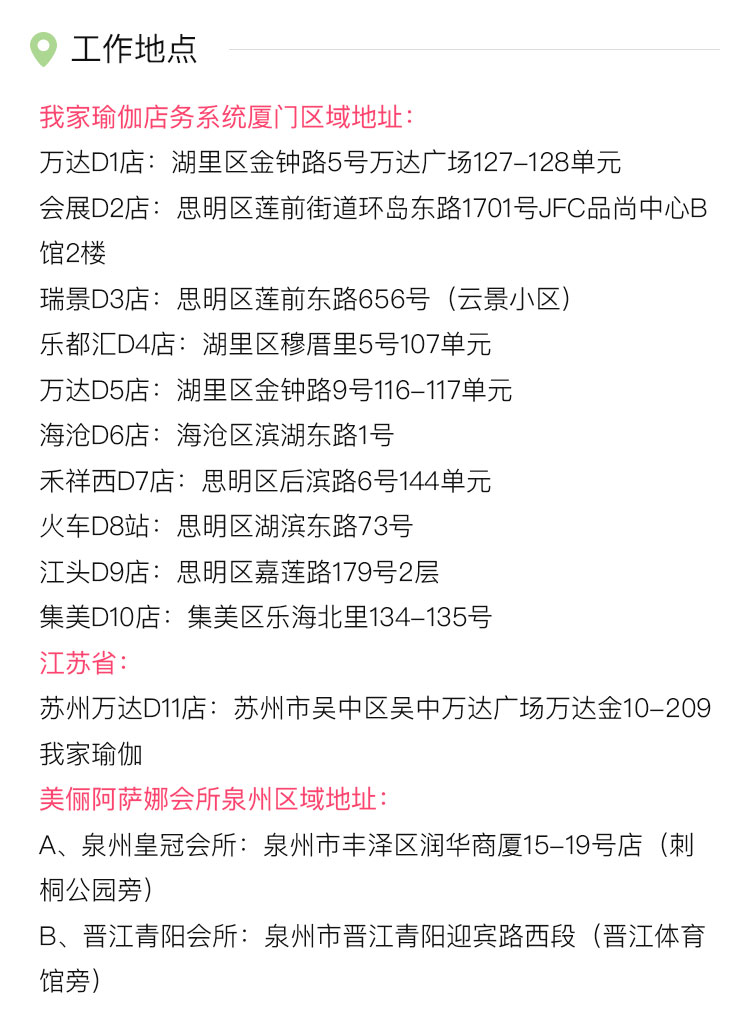 工作地点
我家瑜伽店务系统厦门区域地址：
万达D1店：湖里区金钟路5号万达广场127-128单元
会展D2店：思明区莲前街道环岛东路1701号JFC品尚中心B
馆2楼
瑞景D3店：思明区莲前东路656号（云景小区）
乐都汇D4店：湖里区穆厝里5号107单元
万达D5店：湖里区金钟路9号116-117单元
海沧D6店：海沧区滨湖东路1号
禾祥西D7店：思明区后滨路6号144单元
火车D8站：思明区湖滨东路73号
江头D9店：思明区嘉莲路179号2层
集美D10店：集美区乐海北里134-135号
江苏省：
苏州万达D11店：苏州市吴中区吴中万达广场万达金10-209
我家瑜伽
美俪阿萨娜会所泉州区域地址：
A、泉州皇冠会所：泉州市丰泽区润华商厦15-19号店（刺
桐公园旁）
B、晋江青阳会所：泉州市晋江青阳迎宾路西段（晋江体育
馆旁）